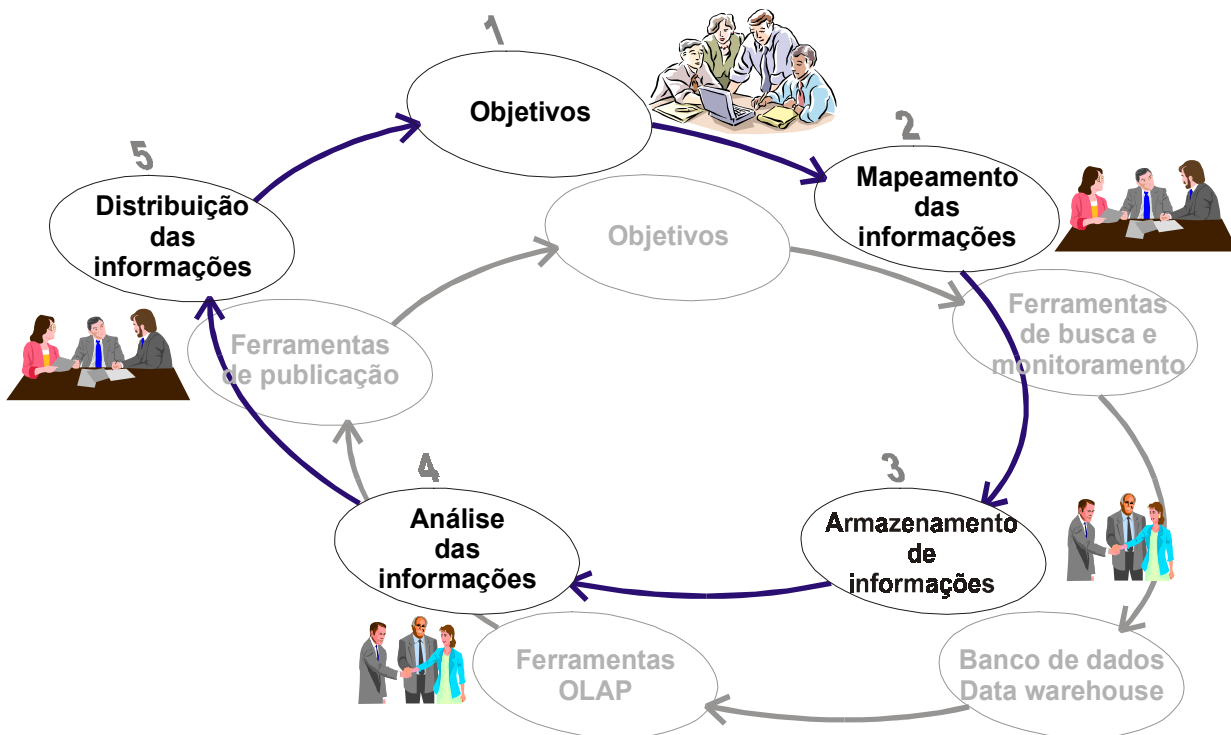 1
Objetivos
2
Mapeamento
das
informações
5
Distribuição
das
informações
Objetivos
Ferramentas
de busca e
monitoramento
Ferramentas
de publicação
4
Análise
das
informações
3
Armazenamento
de
informações
Ferramentas
OLAP
Banco de dados
Data warehouse